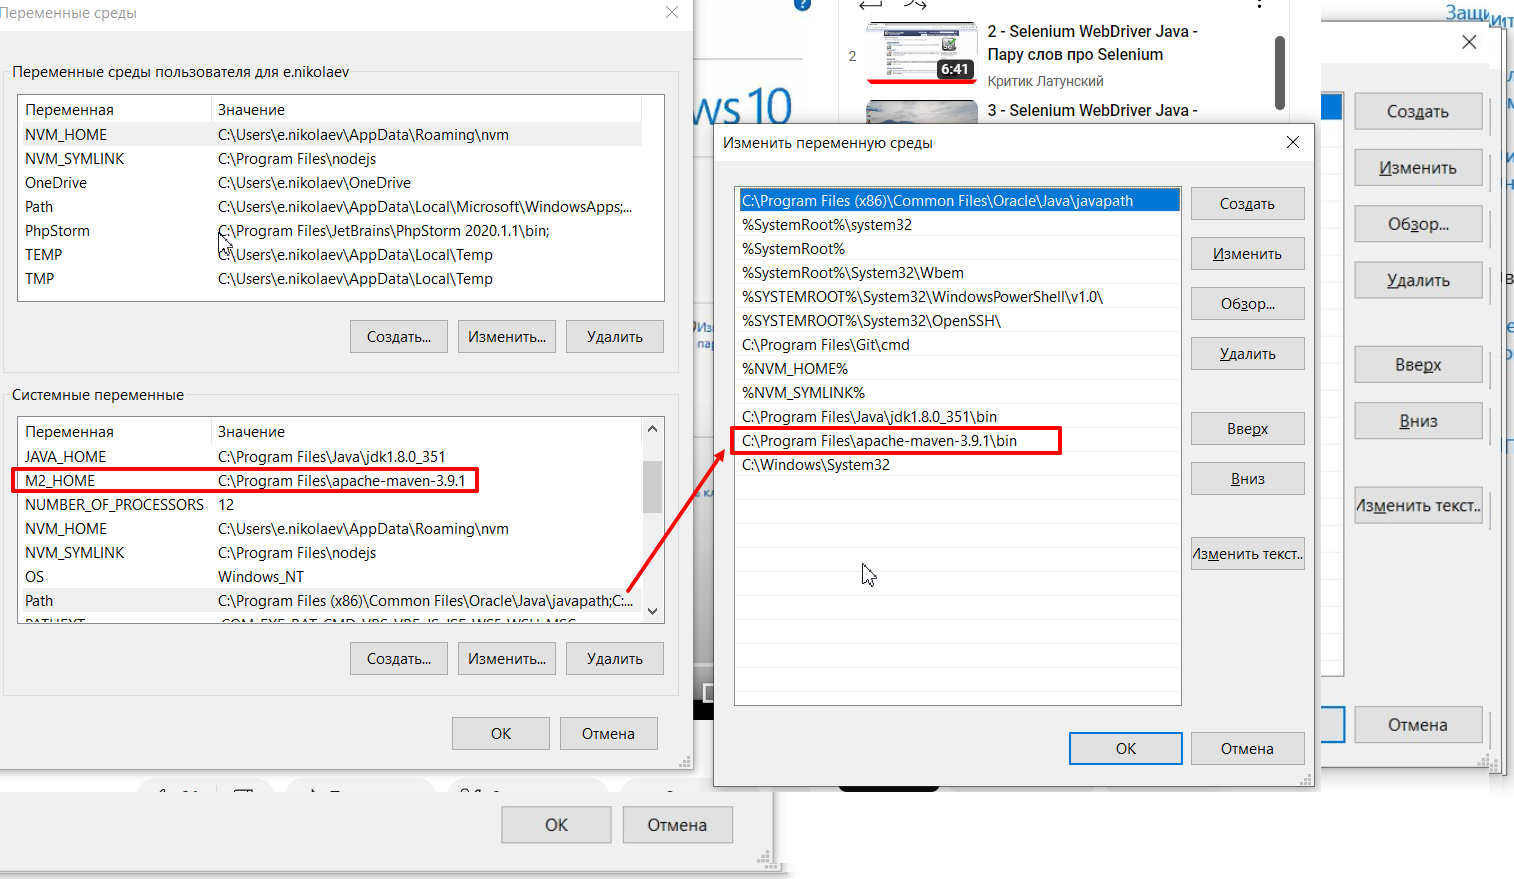 Переменные среды
Переменные среды пользователя для e.nikolaev
Переменная Значение
NVM_HOME C:\Users\e.nikolaev\AppData\Roaming\nvm
NVM_SYMLINK C:\Program Files\nodejs
OneDrive C:\Users\e.nikolaev\OneDrive
Path C:\Users\e.nikolaev\AppData\Local\Microsoft\WindowsApps;...
PhpStorm C:\Program Files\JetBrains\PhpStorm 2020.1.1\bin;
TEMP C:\Users\e.nikolaev\AppData\Local\Temp
TMP C:\Users\e.nikolaev\AppData\Local\Temp
Создать... Изменить... Удалить
Системные переменные
Переменная Значение
JAVA_HOME C:\Program Files\Java\jdk1.8.0_351
M2_HOME C:\Program Files\apache-maven-3.9.1
NUMBER_OF_PROCESSORS 12
NVM_HOME C:\Users\e.nikolaev\AppData\Roaming\nvm
NVM_SYMLINK C:\Program Files\nodejs
OS Windows_NT
Path C:\Program Files (x86)\Common Files\Oracle\Java\javapath;C:...
Создать... Изменить... Удалить
OK Отмена
OK Отмена
ws 10
2
2 - Selenium WebDriver Java -
Пару слов про Selenium
6:41
Критик Латунский
3 - Selenium WebDriver Java -
Изменить переменную среды
C:\Program Files (x86)\Common Files\Oracle\Java\javapath
%SystemRoot%\system32
%SystemRoot%
%SystemRoot%\System32\Wbem
%SYSTEMROOT%\System32\WindowsPowerShell\v1.0\
%SYSTEMROOT%\System32\OpenSSH\
C:\Program Files\Git\cmd
%NVM_HOME%
%NVM_SYMLINK%
C:\Program Files\Java\jdk1.8.0_351\bin
C:\Program Files\apache-maven-3.9.1\bin
C:\Windows\System32
Создать
Изменить
Обзор...
Удалить
Вверх
Вниз
Изменить текст..
OK Отмена
Создать
Изменить
Обзор...
Удалить
Вверх
Вниз
Изменить текст..
Отмена